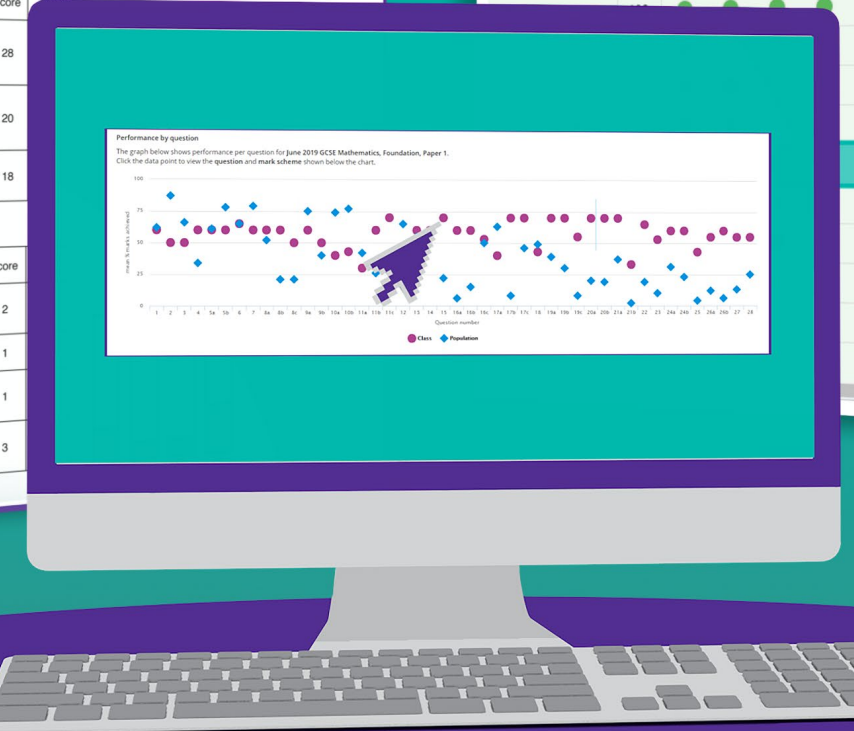 core
28
20
18
core
2
1
1
3
Performance by question
The graph below shows performance per question for June 2019 GCSE Mathematics, Foundation, Paper 1.
Click the data point to view the question and mark scheme shown below the chart.
100
75
50
25
0
mean % marks achieved
1 2 3 4 5a 5b 6 7 8a 8b 8c 9a 9b 10a 10b 11a 11b 11c 12 13 14 15 16a 16b 16c 17a 17b 17c 18 19a 19b 19c 20a 20b 21a 21b 22 23 24a 24b 25 26a 26b 27 28
Question number
Class Population